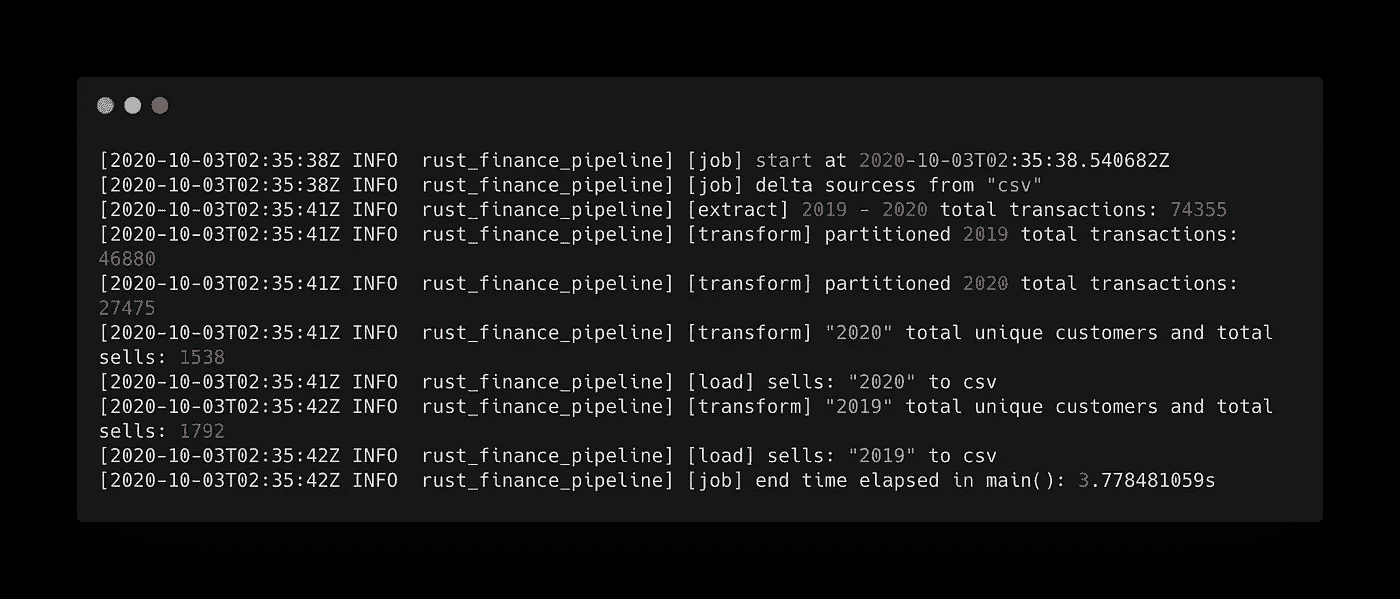 [2020-10-03T02:35:38Z INFO  rust_finance_pipeline] [job] start at 2020-10-03T02:35:38.540682Z
[2020-10-03T02:35:38Z INFO  rust_finance_pipeline] [job] delta sourcess from "csv"
[2020-10-03T02:35:41Z INFO  rust_finance_pipeline] [extract] 2019 - 2020 total transactions: 74355
[2020-10-03T02:35:41Z INFO  rust_finance_pipeline] [transform] partitioned 2019 total transactions:
46880
[2020-10-03T02:35:41Z INFO  rust_finance_pipeline] [transform] partitioned 2020 total transactions:
27475
[2020-10-03T02:35:41Z INFO  rust_finance_pipeline] [transform] "2020" total unique customers and total
sells: 1538
[2020-10-03T02:35:41Z INFO  rust_finance_pipeline] [load] sells: "2020" to csv
[2020-10-03T02:35:42Z INFO  rust_finance_pipeline] [transform] "2019" total unique customers and total
sells: 1792
[2020-10-03T02:35:42Z INFO  rust_finance_pipeline] [load] sells: "2019" to csv
[2020-10-03T02:35:42Z INFO  rust_finance_pipeline] [job] end time elapsed in main(): 3.778481059s